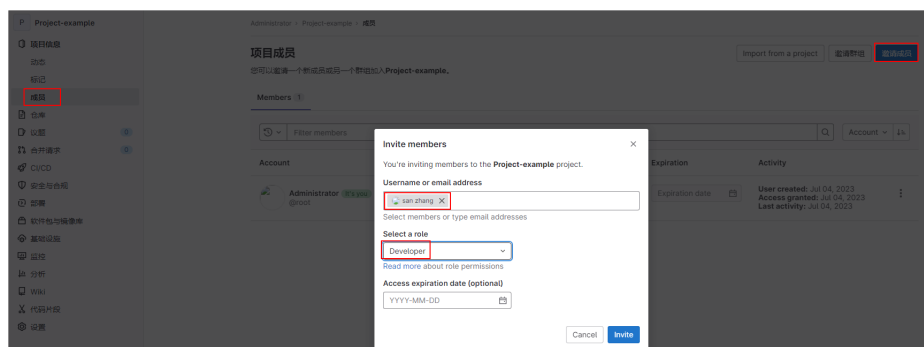 P Project-example
项目信息
动态
标记
成员
仓库
议题 0
合并请求 0
CI/CD
安全与合规
部署
软件包与镜像库
基础设施
监控
分析
Wiki
代码片段
设置
Administrator › Project-example › 成员
项目成员
您可以邀请一个新成员或另一个群组加入Project-example。
Import from a project 邀请群组 邀请成员
Members 1
Filter members
Account
Account Expiration Activity
Administrator It's you
@root
Expiration date
User created: Jul 04, 2023
Access granted: Jul 04, 2023
Last activity: Jul 04, 2023
Invite members
You're inviting members to the Project-example project.
Username or email address
san zhang
Select members or type email addresses
Select a role
Developer
Read more about role permissions
Access expiration date (optional)
YYYY-MM-DD
Cancel Invite